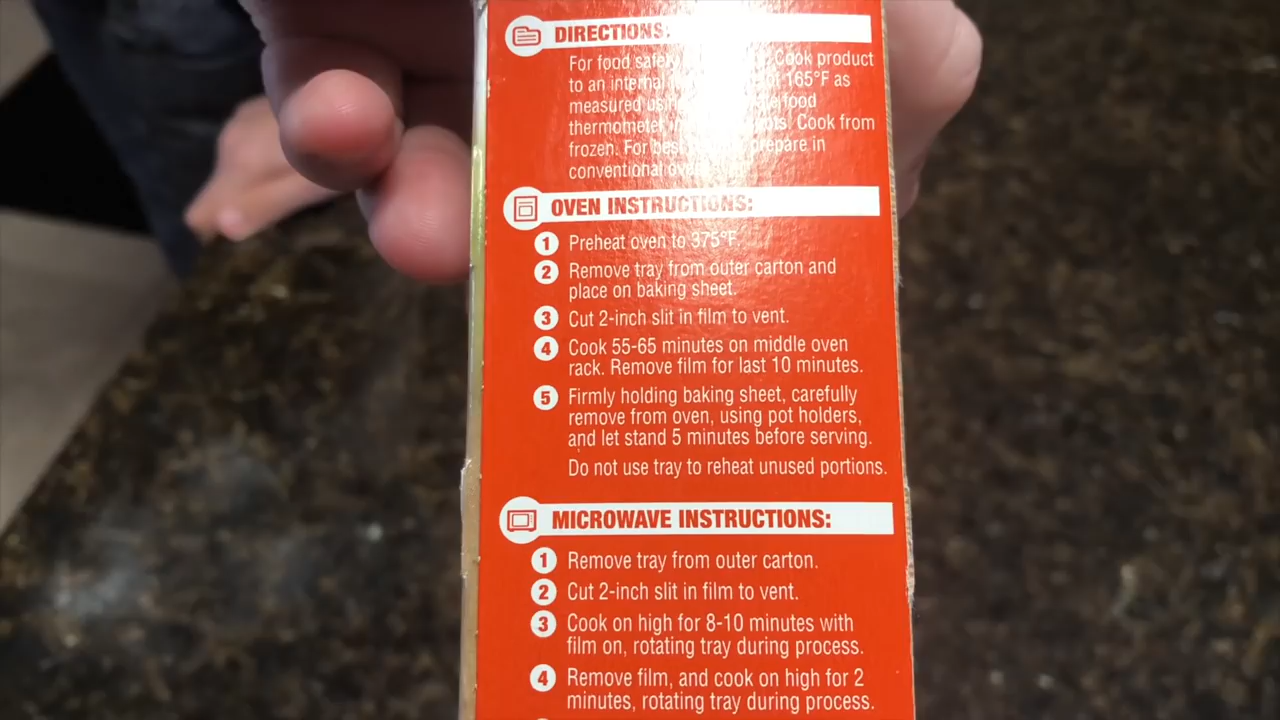 DIRECTIONS:
For food safety Cook product
to an internal of 165°F as
measured using food
thermometer in Cook from
frozen. For best prepare in
conventional oven
OVEN INSTRUCTIONS:
1 Preheat oven to 375°F.
2 Remove tray from outer carton and
place on baking sheet.
3 Cut 2-inch slit in film to vent.
4 Cook 55-65 minutes on middle oven
rack. Remove film for last 10 minutes.
5 Firmly holding baking sheet, carefully
remove from oven, using pot holders,
and let stand 5 minutes before serving.
Do not use tray to reheat unused portions.
MICROWAVE INSTRUCTIONS:
1 Remove tray from outer carton.
2 Cut 2-inch slit in film to vent.
3 Cook on high for 8-10 minutes with
film on, rotating tray during process.
4 Remove film, and cook on high for 2
minutes, rotating tray during process.